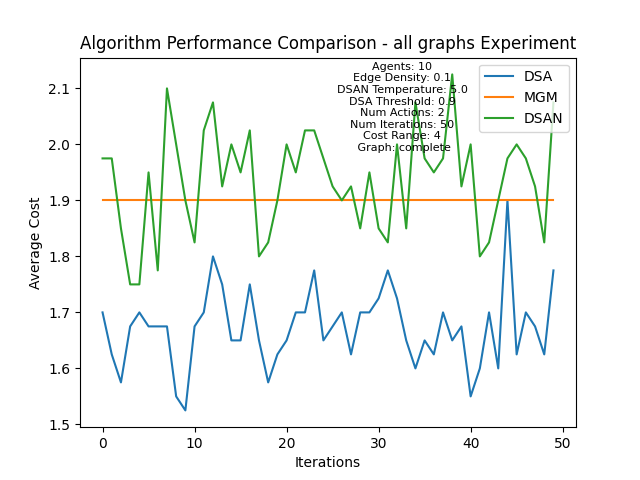 Algorithm Performance Comparison - all graphs Experiment
Agents: 10
Edge Density: 0.1
DSAN Temperature: 5.0
DSA Threshold: 0.9
Num Actions: 2
Num Iterations: 50
Cost Range: 4
Graph: complete
DSA
MGM
DSAN
Average Cost
2.1
2.0
1.9
1.8
1.7
1.6
1.5
0
10
20
30
40
50
Iterations